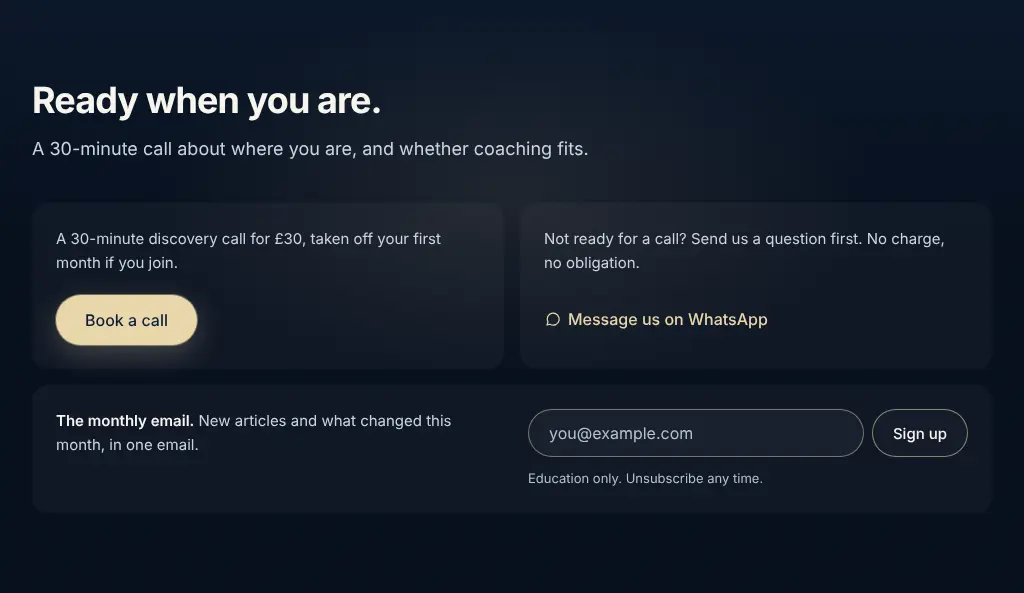 Ready when you are.
A 30-minute call about where you are, and whether coaching fits.
A 30-minute discovery call for £30, taken off your first
month if you join.
Book a call
Not ready for a call? Send us a question first. No charge,
no obligation.
Message us on WhatsApp
The monthly email. New articles and what changed this
month, in one email.
you@example.com
Sign up
Education only. Unsubscribe any time.